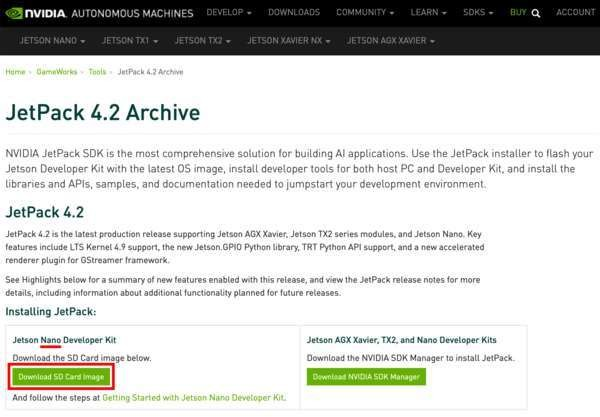 NVIDIA. AUTONOMOUS MACHINES DEVELOP DOWNLOADS COMMUNITY LEARN SDKS BUY ACCOUNT
JETSON NANO JETSON TX1 JETSON TX2 JETSON XAVIER NX JETSON AGX XAVIER
Home > GameWorks > Tools > JetPack 4.2 Archive
JetPack 4.2 Archive
NVIDIA JetPack SDK is the most comprehensive solution for building AI applications. Use the JetPack installer to flash your
Jetson Developer Kit with the latest OS image, install developer tools for both host PC and Developer Kit, and install the
libraries and APIs, samples, and documentation needed to jumpstart your development environment.
JetPack 4.2
JetPack 4.2 is the latest production release supporting Jetson AGX Xavier, Jetson TX2 series modules, and Jetson Nano. Key
features include LTS Kernel 4.9 support, the new Jetson.GPIO Python library, TRT Python API support, and a new accelerated
renderer plugin for GStreamer framework.
See Highlights below for a summary of new features enabled with this release, and view the JetPack release notes for more
details, including information about additional functionality planned for future releases.
Installing JetPack:
Jetson Nano Developer Kit
Download the SD Card image below.
Download SD Card Image
And follow the steps at Getting Started with Jetson Nano Developer Kit.
Jetson AGX Xavier, TX2, and Nano Developer Kits
Download the NVIDIA SDK Manager to install JetPack.
Download NVIDIA SDK Manager